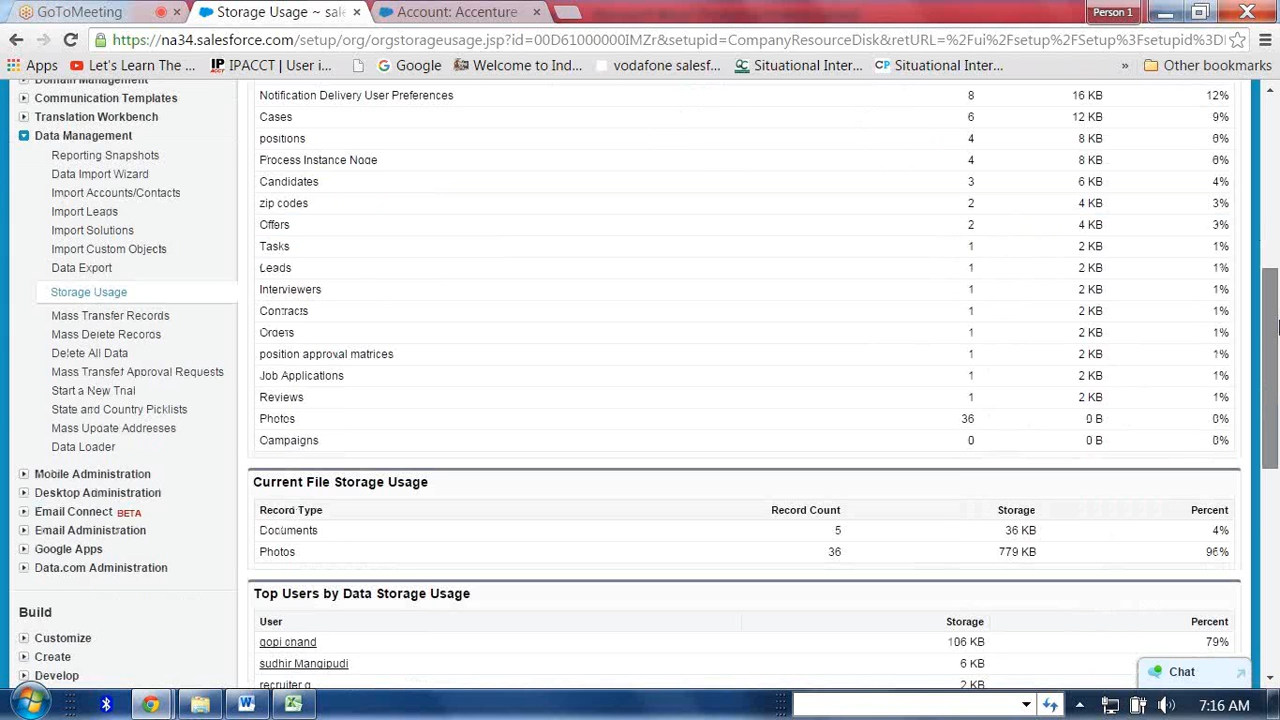 GoToMeeting
Storage Usage ~ sal
Account: Accenture
Person 1
https://na34.salesforce.com/setup/org/orgstorageusage.jsp?id=
Apps
Let's Learn The ...
IPACCT | User i...
Google
Welcome to Ind...
vodafone salesf...
Situational Inter...
Situational Inter...
»
Other bookmarks
Communication Templates
Translation Workbench
Data Management
Reporting Snapshots
Data Import Wizard
Import Accounts/Contacts
Import Leads
Import Solutions
Import Custom Objects
Data Export
Storage Usage
Mass Transfer Records
Mass Delete Records
Delete All Data
Mass Transfer Approval Requests
Start a New Trial
State and Country Picklists
Mass Update Addresses
Data Loader
Mobile Administration
Desktop Administration
Email Connect BETA
Email Administration
Google Apps
Data.com Administration
Build
Customize
Create
Develop
Notification Delivery User Preferences 8 16 KB 12%
Cases 6 12 KB 9%
positions 4 8 KB 6%
Process Instance Node 4 8 KB 6%
Candidates 3 6 KB 4%
zip codes 2 4 KB 3%
Offers 2 4 KB 3%
Tasks 1 2 KB 1%
Leads 1 2 KB 1%
Interviewers 1 2 KB 1%
Contracts 1 2 KB 1%
Orders 1 2 KB 1%
position approval matrices 1 2 KB 1%
Job Applications 1 2 KB 1%
Reviews 1 2 KB 1%
Photos 36 0 B 0%
Campaigns 0 0 B 0%
Current File Storage Usage
Record Type Record Count Storage Percent
Documents 5 36 KB 4%
Photos 36 779 KB 96%
Top Users by Data Storage Usage
User Storage Percent
gopi chand 106 KB 79%
sudhir Mangipudi 6 KB
recruiter g 2 KB
Chat
7:16 AM